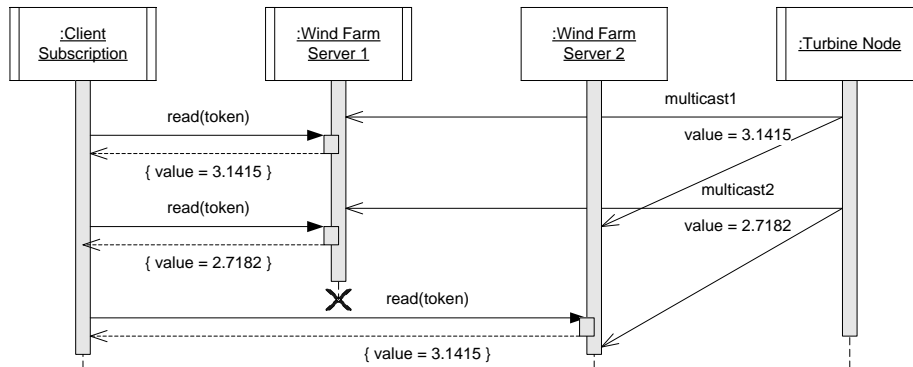 :Client
Subscription
:Wind Farm
Server 1
:Wind Farm
Server 2
:Turbine Node
multicast1
read(token)
value = 3.1415
{ value = 3.1415 }
multicast2
read(token)
value = 2.7182
{ value = 2.7182 }
read(token)
{ value = 3.1415 }